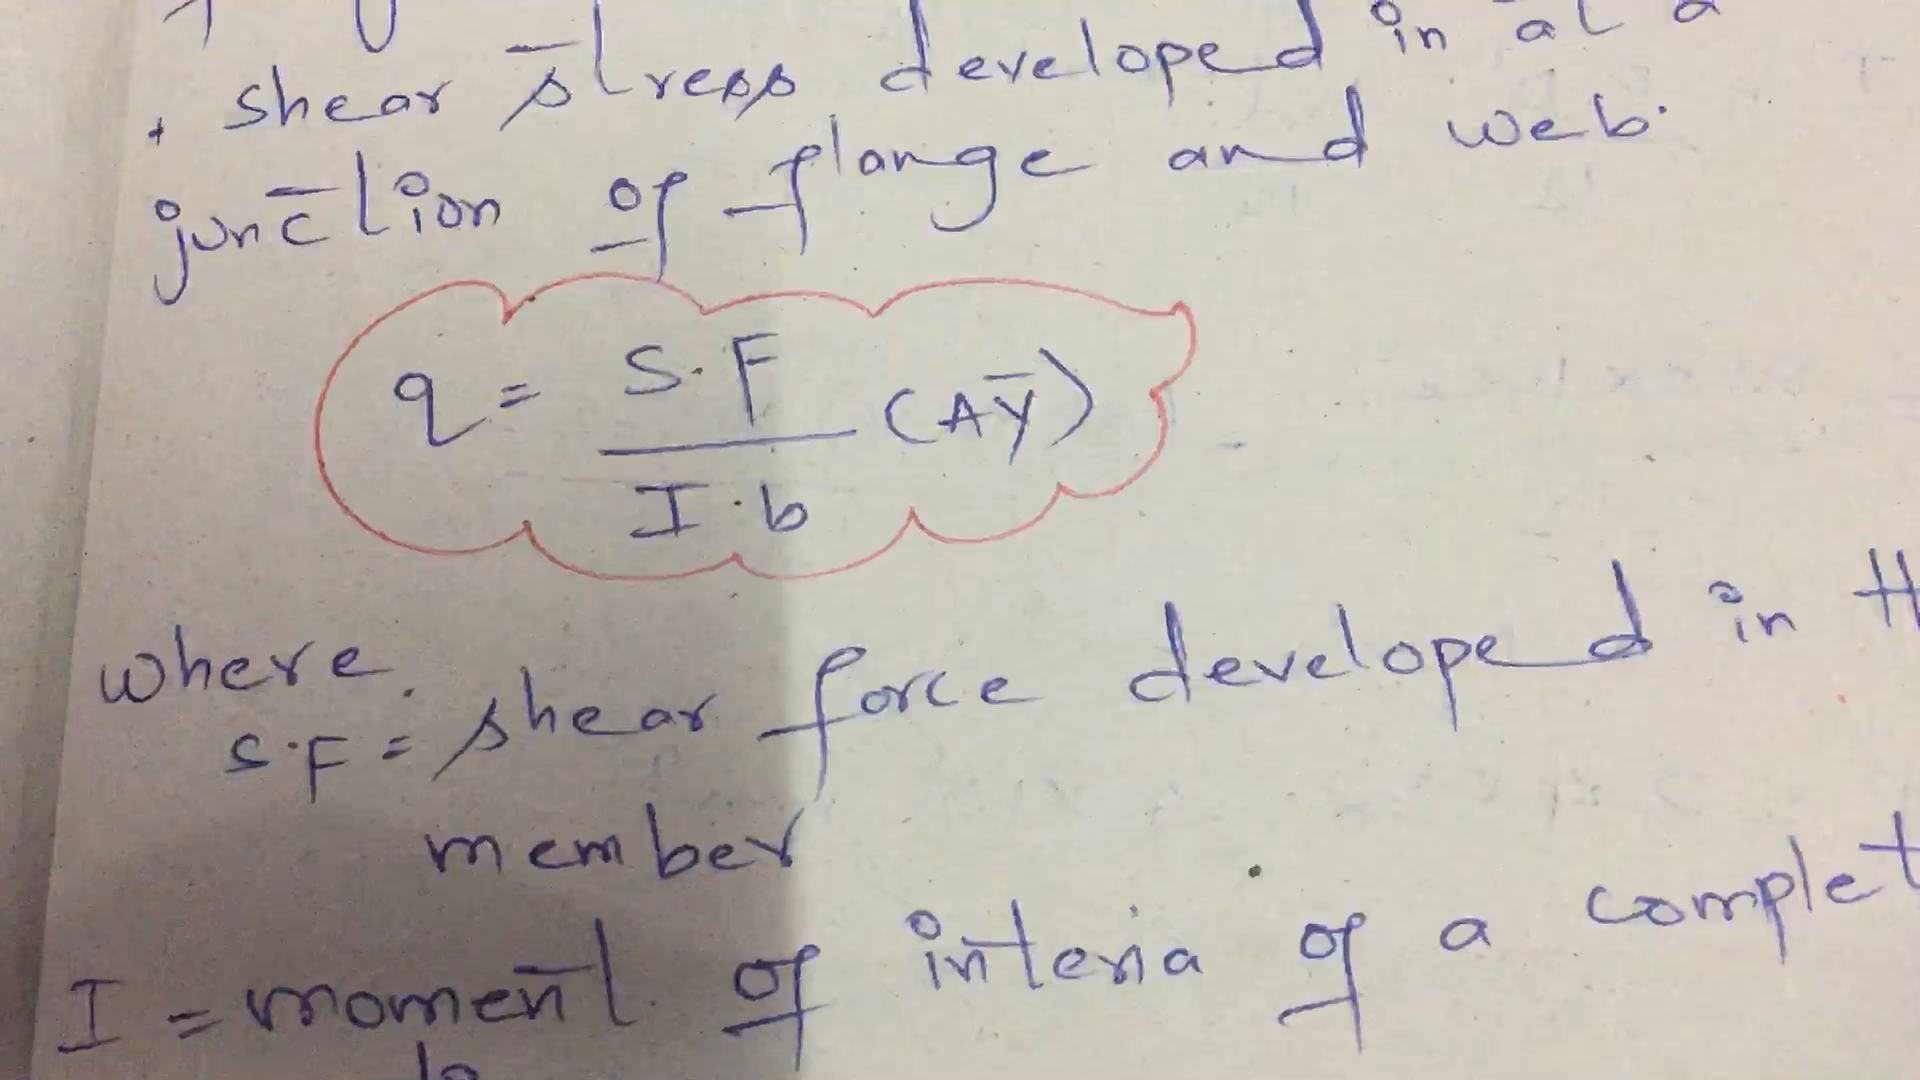 shear stress developed in at a
junction of flange and web.
q = S.F / I.b (AȲ)
where,
S.F = shear force developed in
member
I = moment of interia of a complet